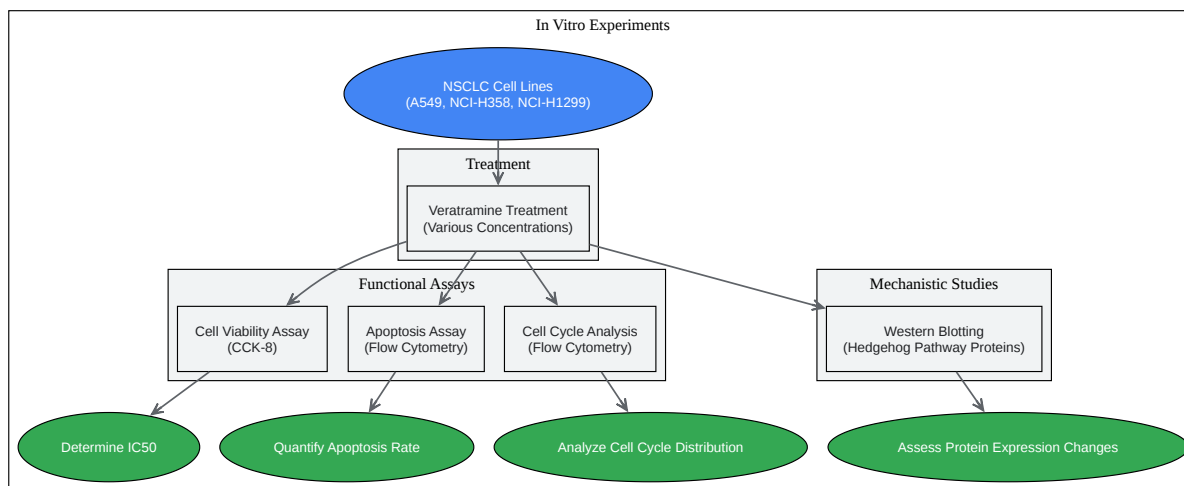 In Vitro Experiments
NSCLC Cell Lines
(A549, NCI-H358, NCI-H1299)
Treatment
Veratramine Treatment
(Various Concentrations)
Functional Assays
Mechanistic Studies
Cell Viability Assay
(CCK-8)
Apoptosis Assay
(Flow Cytometry)
Cell Cycle Analysis
(Flow Cytometry)
Western Blotting
(Hedgehog Pathway Proteins)
Determine IC50
Quantify Apoptosis Rate
Analyze Cell Cycle Distribution
Assess Protein Expression Changes